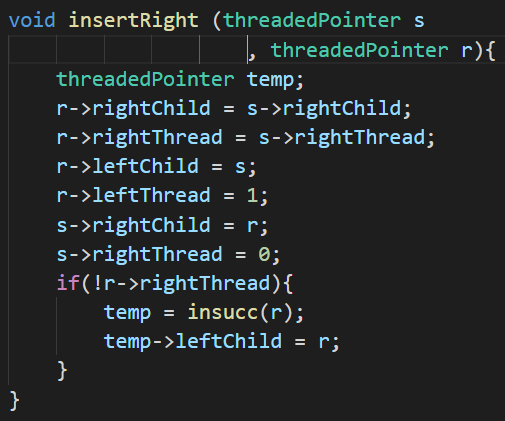 void insertRight (threadedPointer s
                    , threadedPointer r){
    threadedPointer temp;
    r->rightChild = s->rightChild;
    r->rightThread = s->rightThread;
    r->leftChild = s;
    r->leftThread = 1;
    s->rightChild = r;
    s->rightThread = 0;
    if(!r->rightThread){
        temp = insucc(r);
        temp->leftChild = r;
    }
}